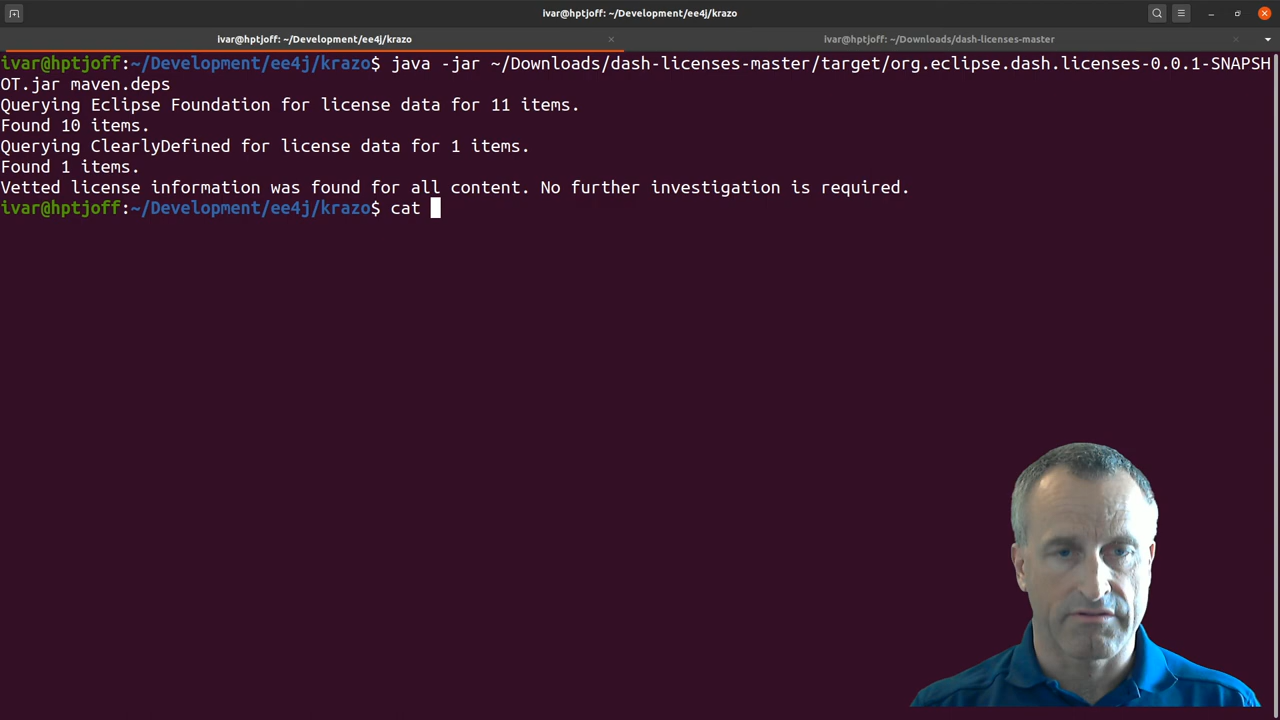 ivar@hptjoff: ~/Development/ee4j/krazo
ivar@hptjoff: ~/Development/ee4j/krazo
ivar@hptjoff: ~/Downloads/dash-licenses-master
ivar@hptjoff:~/Development/ee4j/krazo$ java -jar ~/Downloads/dash-licenses-master/target/org.eclipse.dash.licenses-0.0.1-SNAPSH
OT.jar maven.deps
Querying Eclipse Foundation for license data for 11 items.
Found 10 items.
Querying ClearlyDefined for license data for 1 items.
Found 1 items.
Vetted license information was found for all content. No further investigation is required.
ivar@hptjoff:~/Development/ee4j/krazo$ cat